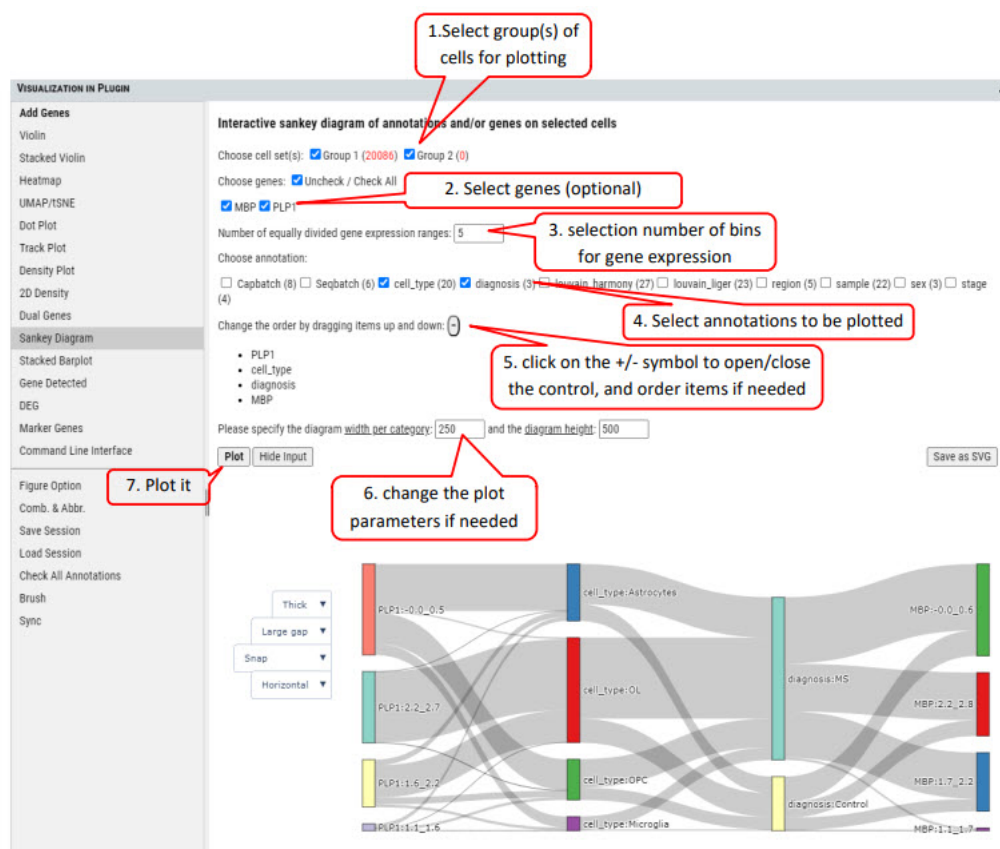 1.Select group(s) of
cells for plotting
VISUALIZATION IN PLUGIN
Add Genes
Violin
Stacked Violin
Heatmap
UMAP/tSNE
Dot Plot
Track Plot
Density Plot
2D Density
Dual Genes
Sankey Diagram
Stacked Barplot
Gene Detected
DEG
Marker Genes
Command Line Interface
Figure Option
Comb. & Abbr.
Save Session
Load Session
Check All Annotations
Brush
Sync
Interactive sankey diagram of annotations and/or genes on selected cells
Choose cell set(s): Group 1 (20086) Group 2 (0)
Choose genes: Uncheck / Check All
2. Select genes (optional)
MBP PLP1
Number of equally divided gene expression ranges: 5
3. selection number of bins
for gene expression
Choose annotation:
Capbatch (8) Seqbatch (6) cell_type (20) diagnosis (3) louvain_harmony (27) louvain_liger (23) region (5) sample (22) sex (3) stage
(4)
4. Select annotations to be plotted
Change the order by dragging items up and down: -
5. click on the +/- symbol to open/close
the control, and order items if needed
• PLP1
• cell_type
• diagnosis
• MBP
Please specify the diagram width per category: 250 and the diagram height: 500
Plot Hide Input Save as SVG
7. Plot it
6. change the plot
parameters if needed
Thick ▼
Large gap ▼
Snap ▼
Horizontal ▼
PLP1:-0.0_0.5
PLP1:2.2_2.7
PLP1:1.6_2.2
PLP1:1.1_1.6
cell_type:Astrocytes
cell_type:OL
cell_type:OPC
cell_type:Microglia
diagnosis:MS
diagnosis:Control
MBP:-0.0_0.6
MBP:2.2_2.8
MBP:1.7_2.2
MBP:1.1_1.7